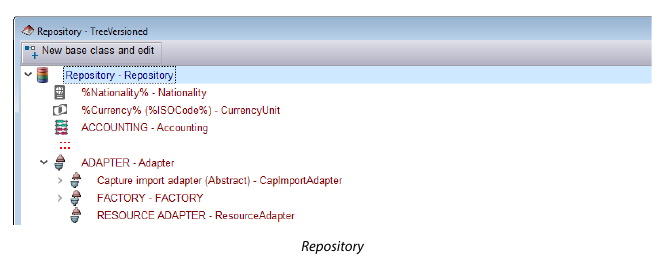 Repository - TreeVersioned
New base class and edit
Repository - Repository
%Nationality% - Nationality
%Currency% (%ISOCode%) - CurrencyUnit
ACCOUNTING - Accounting
ADAPTER - Adapter
Capture import adapter (Abstract) - CapImportAdapter
FACTORY - FACTORY
RESOURCE ADAPTER - ResourceAdapter
Repository